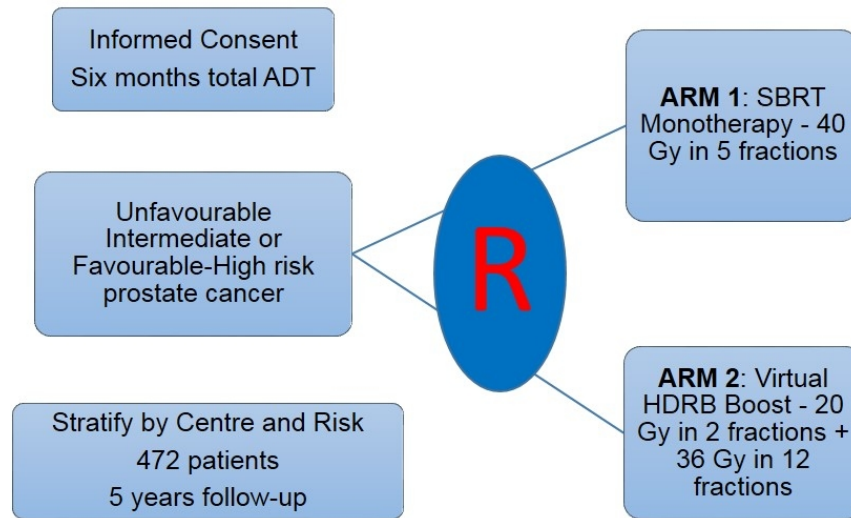 Informed Consent
Six months total ADT
Unfavourable
Intermediate or
Favourable-High risk
prostate cancer
Stratify by Centre and Risk
472 patients
5 years follow-up
R
ARM 1: SBRT
Monotherapy - 40
Gy in 5 fractions
ARM 2: Virtual
HDRB Boost - 20
Gy in 2 fractions +
36 Gy in 12
fractions